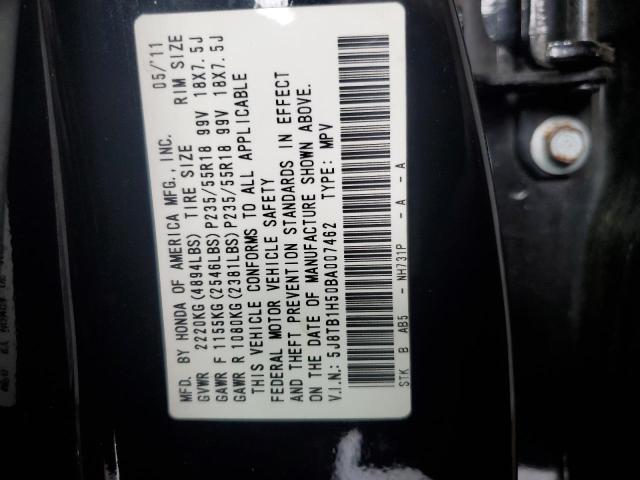 MFD. BY HONDA OF AMERICA MFG., INC. 05/'11
GVWR 2220KG(4894LBS) TIRE SIZE RIM SIZE
GAWR F 1155KG(2546LBS)P235/55R18 99V 18X7.5J
GAWR R 1080KG(2381LBS)P235/55R18 99V 18X7.5J
THIS VEHICLE CONFORMS TO ALL APPLICABLE
FEDERAL MOTOR VEHICLE SAFETY
AND THEFT PREVENTION STANDARDS IN EFFECT
ON THE DATE OF MANUFACTURE SHOWN ABOVE.
V.I.N.: 5J8TB1H50BA007462 TYPE: MPV
STK B AB5 - NH731P - A - A